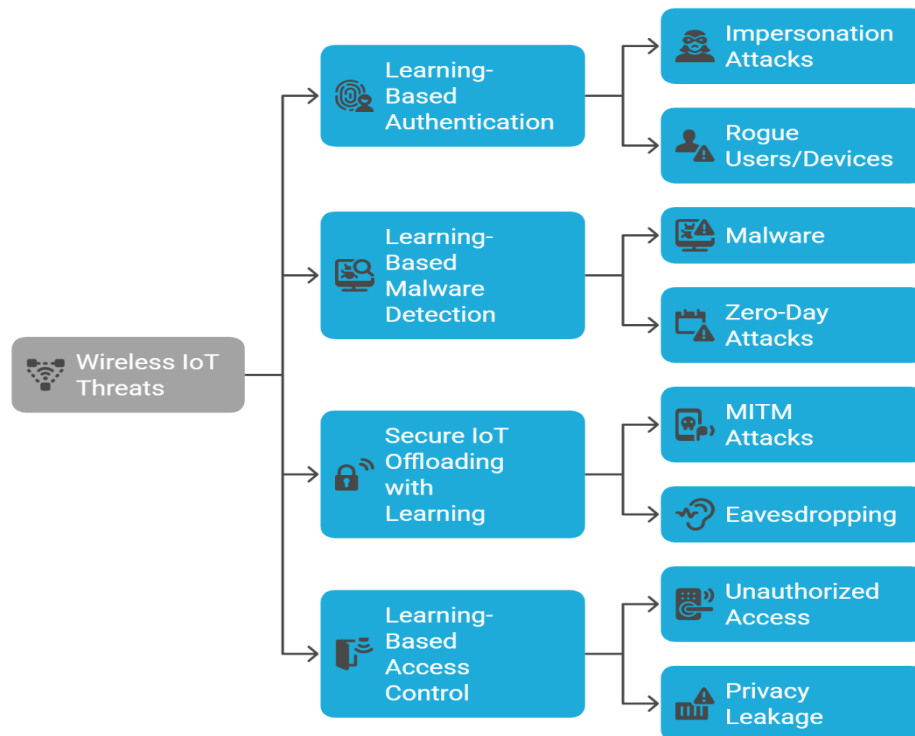 Wireless IoT
Threats
Learning-
Based
Authentication
Impersonation
Attacks
Rogue
Users/Devices
Learning-
Based
Malware
Detection
Malware
Zero-Day
Attacks
Secure IoT
Offloading
with
Learning
MITM
Attacks
Eavesdropping
Learning-
Based
Access
Control
Unauthorized
Access
Privacy
Leakage